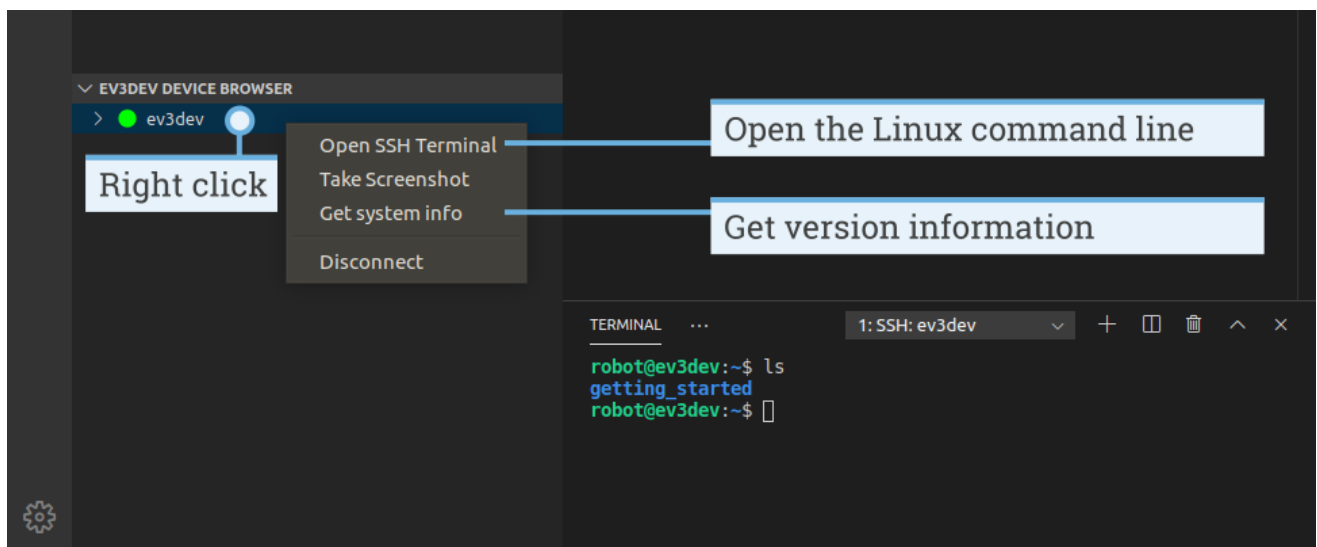 EV3DEV DEVICE BROWSER
ev3dev
Right click
Open SSH Terminal
Take Screenshot
Get system info
Disconnect
Open the Linux command line
Get version information
TERMINAL ··· 1: SSH: ev3dev
robot@ev3dev:~$ ls
getting_started
robot@ev3dev:~$